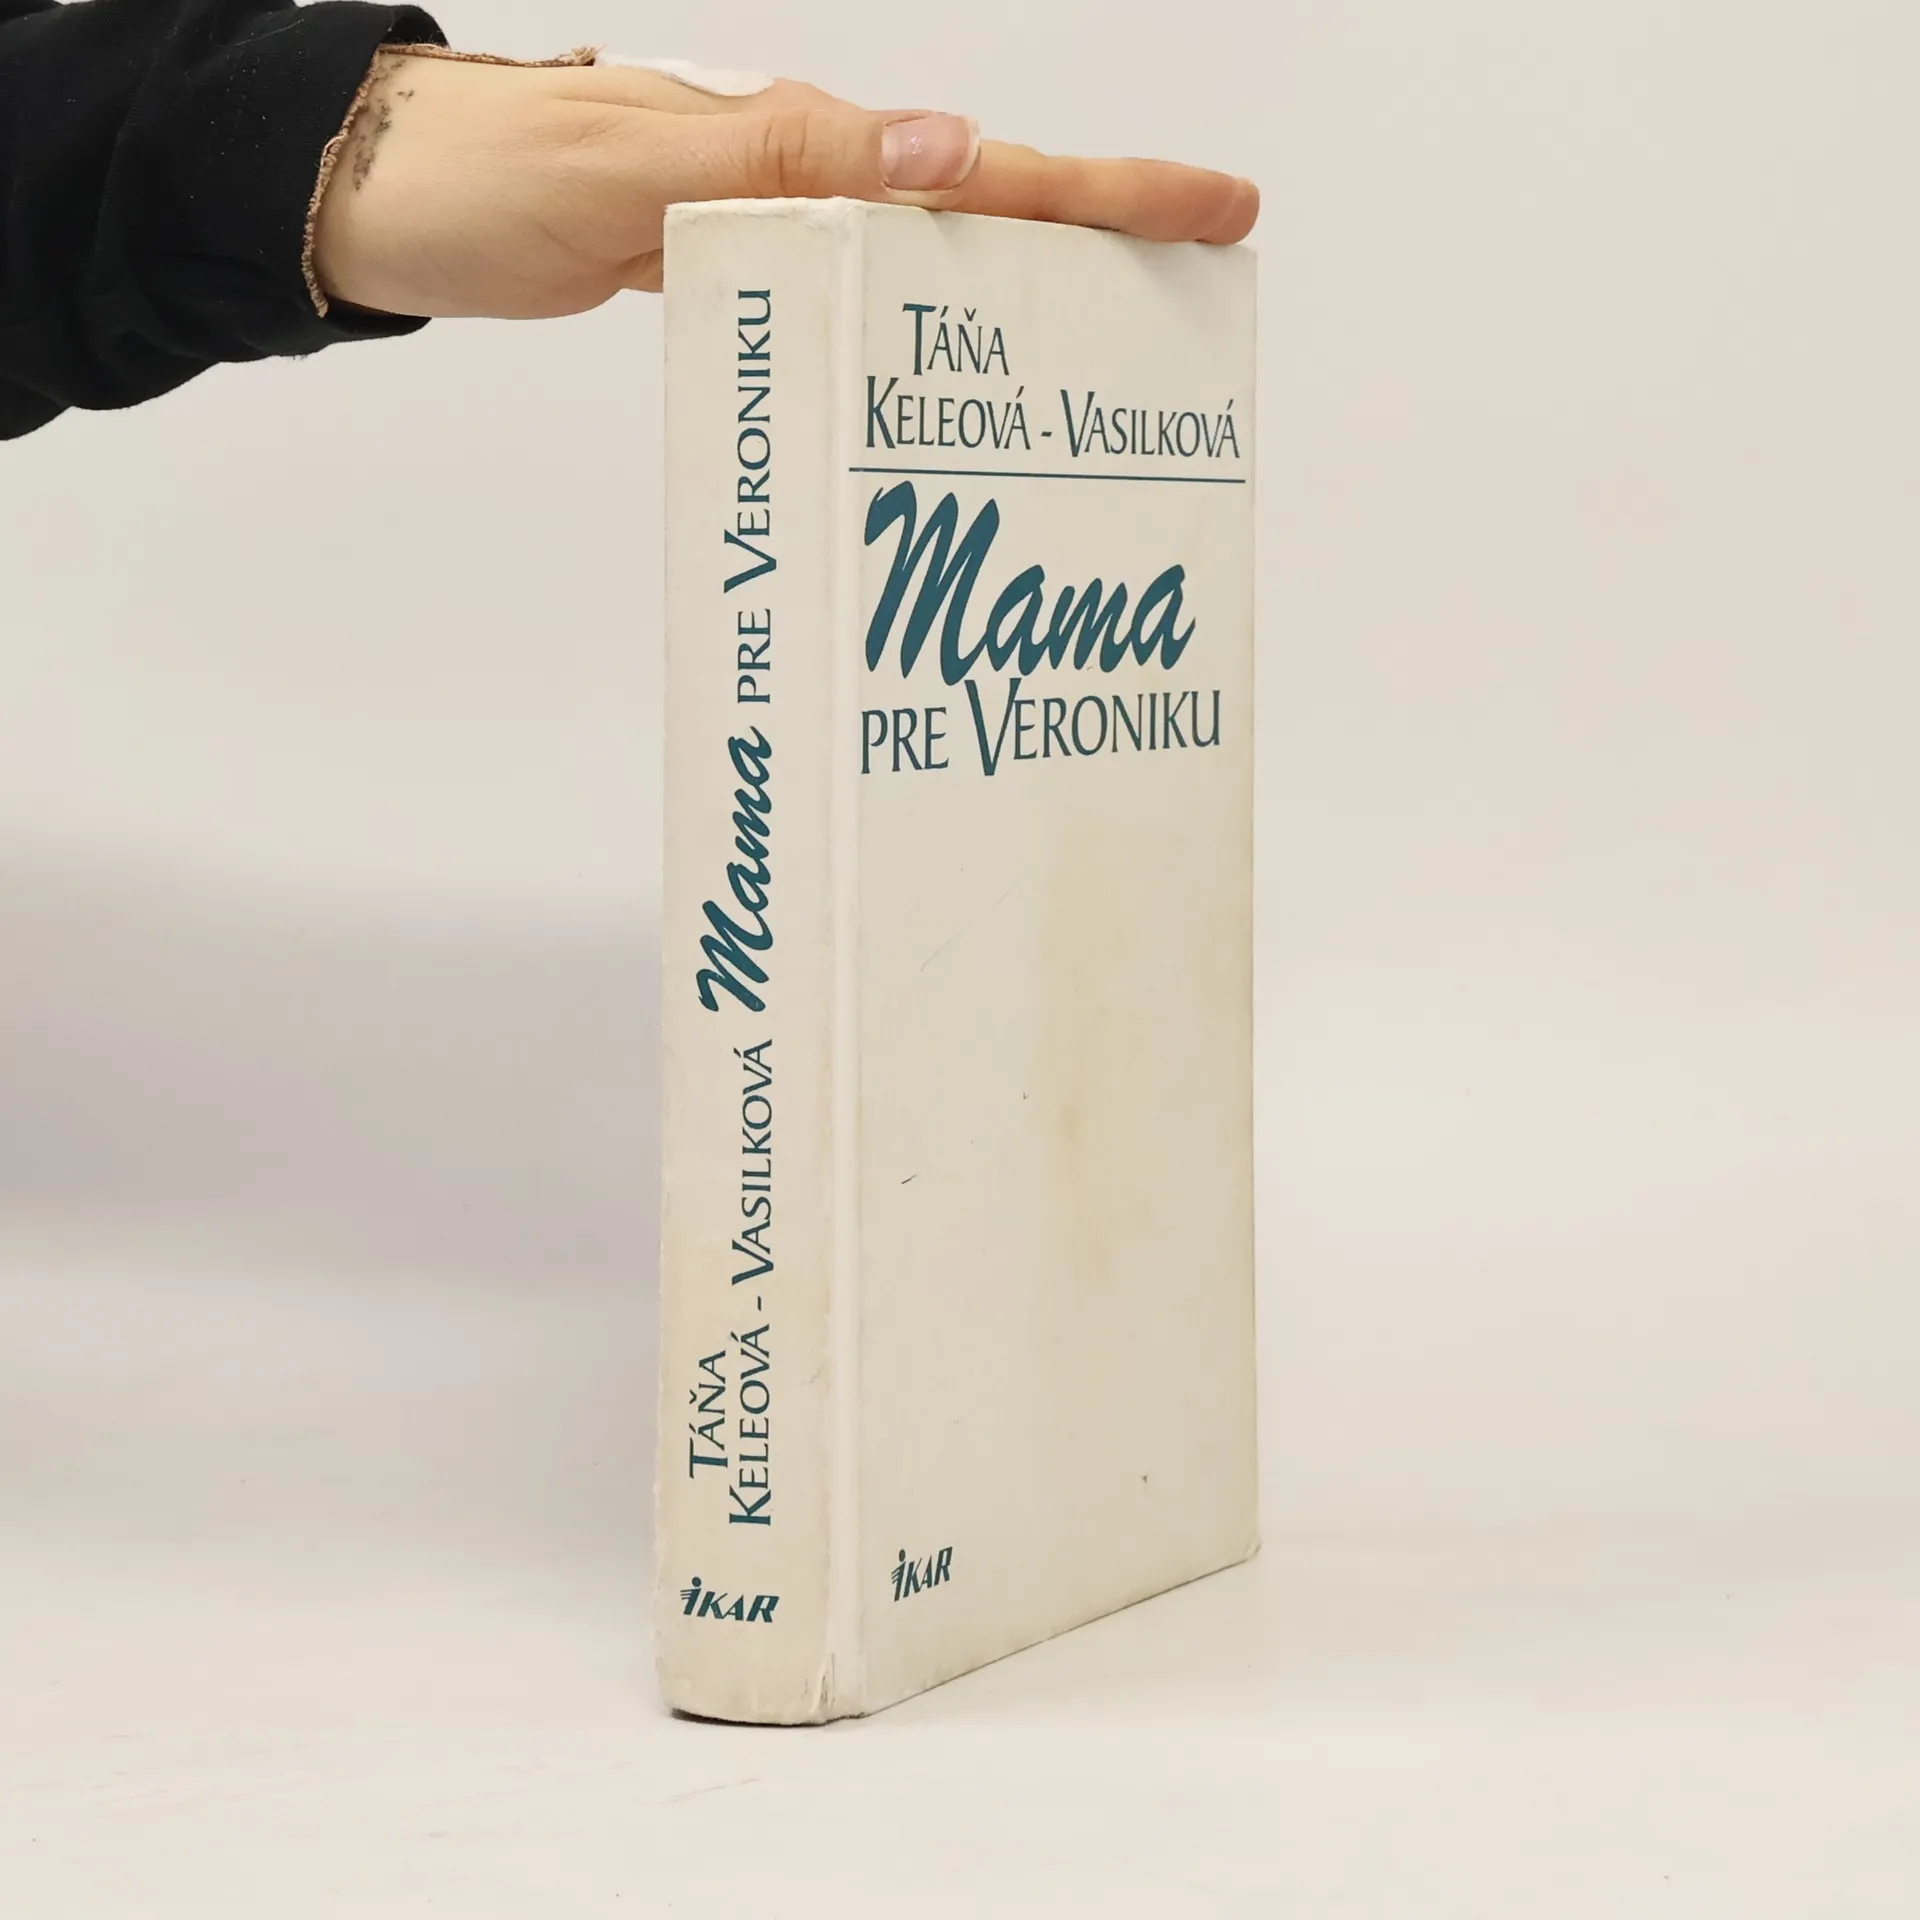 TÁŇA
KELEOVÁ - VASILKOVÁ
Mama
PRE VERONIKU
IKAR
TÁŇA
KELEOVÁ - VASILKOVÁ Mama PRE VERONIKU
IKAR